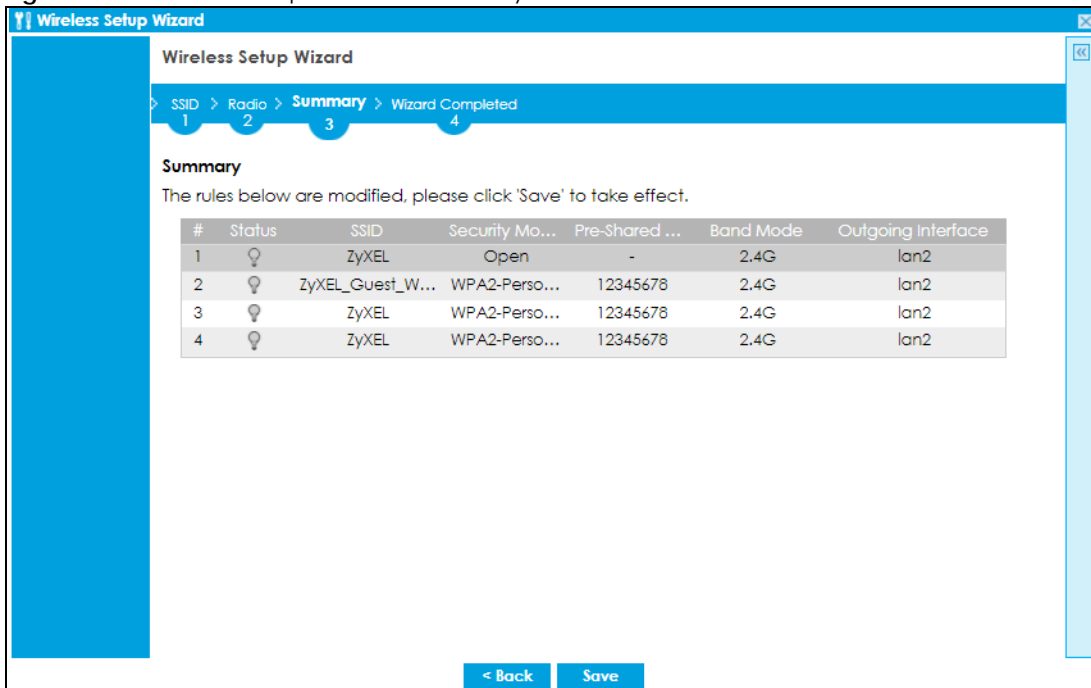 Wireless Setup Wizard
Wireless Setup Wizard
> SSID > Radio > Summary > Wizard Completed
1 2 3 4
Summary
The rules below are modified, please click 'Save' to take effect.
# Status SSID Security Mo... Pre-Shared ... Band Mode Outgoing Interface
1 ZyXEL Open - 2.4G lan2
2 ZyXEL_Guest_W... WPA2-Perso... 12345678 2.4G lan2
3 ZyXEL WPA2-Perso... 12345678 2.4G lan2
4 ZyXEL WPA2-Perso... 12345678 2.4G lan2
< Back Save